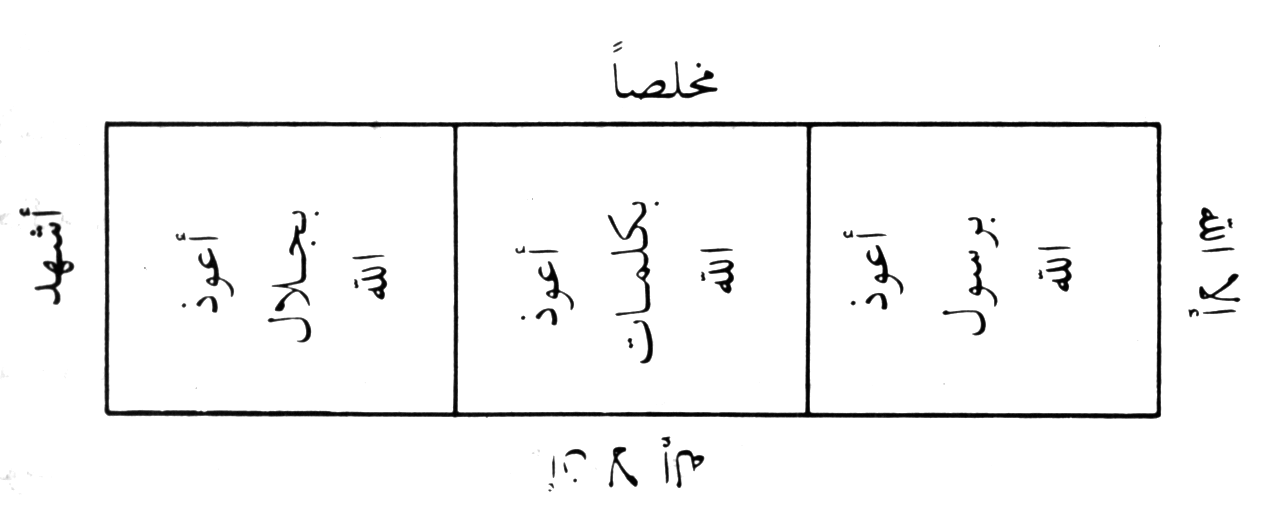 مخلصاً
أشهد
أن لا إله
إلا الله
أعوذ
بجلال
الله
أعوذ
بكلمات
الله
أعوذ
برسول
الله